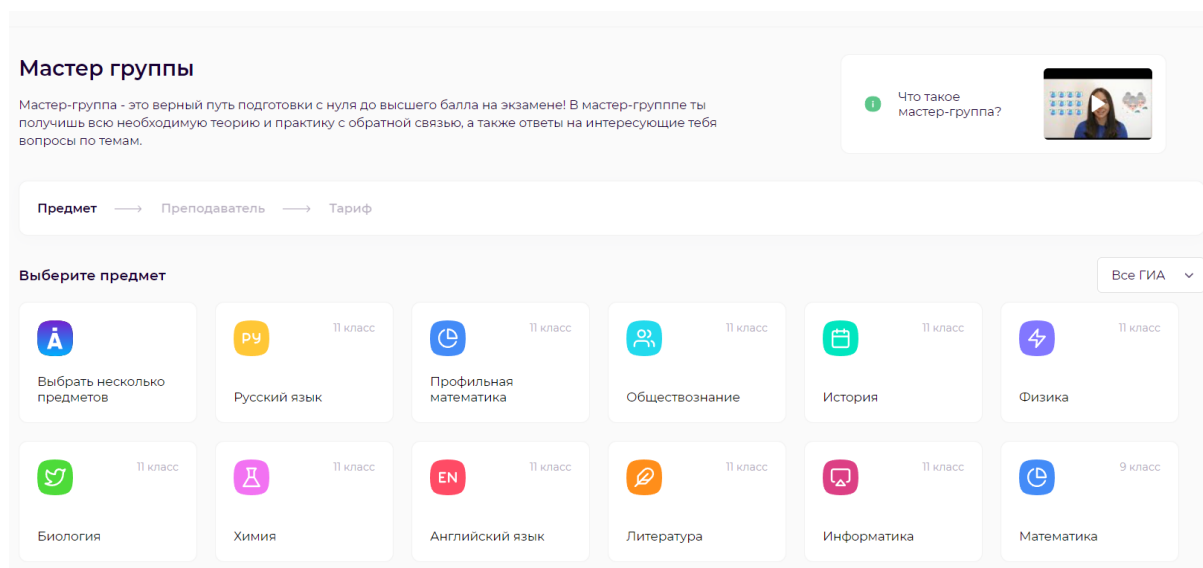 Мастер группы
Мастер-группа - это верный путь подготовки с нуля до высшего балла на экзамене! В мастер-групппе ты
получишь всю необходимую теорию и практику с обратной связью, а также ответы на интересующие тебя
вопросы по темам.
Что такое
мастер-группа?
Предмет → Преподаватель → Тариф
Выберите предмет
Все ГИА
Выбрать несколько
предметов
РУ
11 класс
Русский язык
11 класс
Профильная
математика
11 класс
Обществознание
11 класс
История
11 класс
Физика
11 класс
Биология
11 класс
Химия
EN
11 класс
Английский язык
11 класс
Литература
11 класс
Информатика
9 класс
Математика